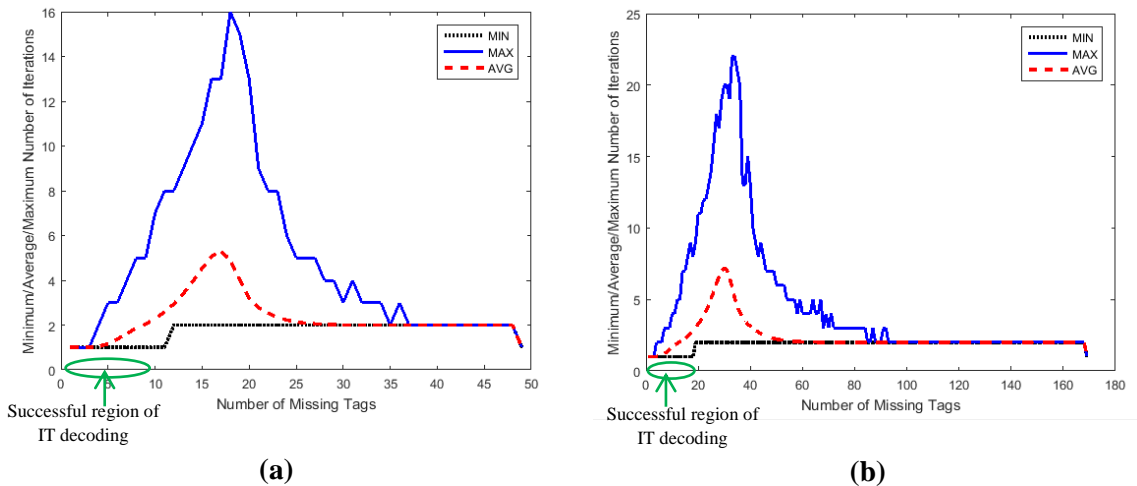 Minimum/Average/Maximum Number of Iterations
16
14
12
10
8
6
4
2
0
MIN
MAX
AVG
0 5 10 15 20 25 30 35 40 45 50
Number of Missing Tags
Successful region of
IT decoding
(a)
Minimum/Average/Maximum Number of Iterations
25
20
15
10
5
0
MIN
MAX
AVG
0 20 40 60 80 100 120 140 160 180
Number of Missing Tags
Successful region of
IT decoding
(b)